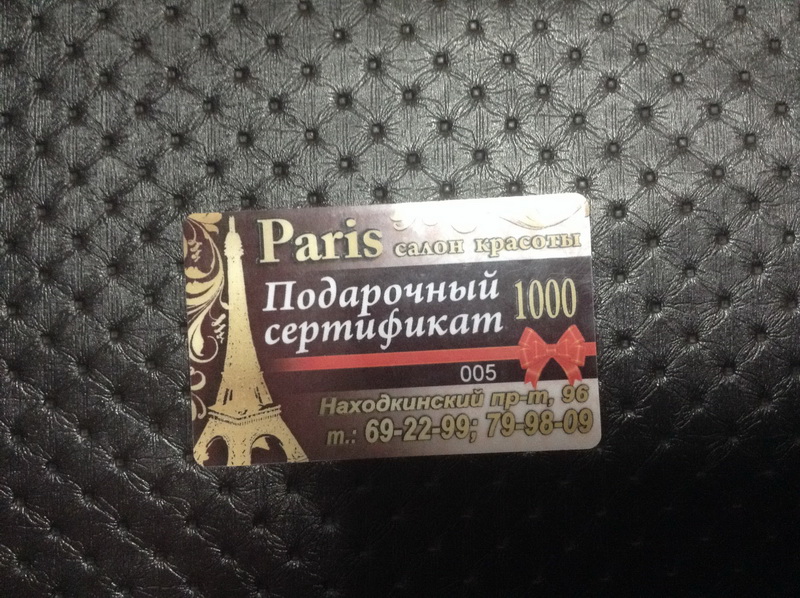 Paris салон красоты
Подарочный
сертификат
1000
005
Находкинский пр-т, 96
т.: 69-22-99; 79-98-09